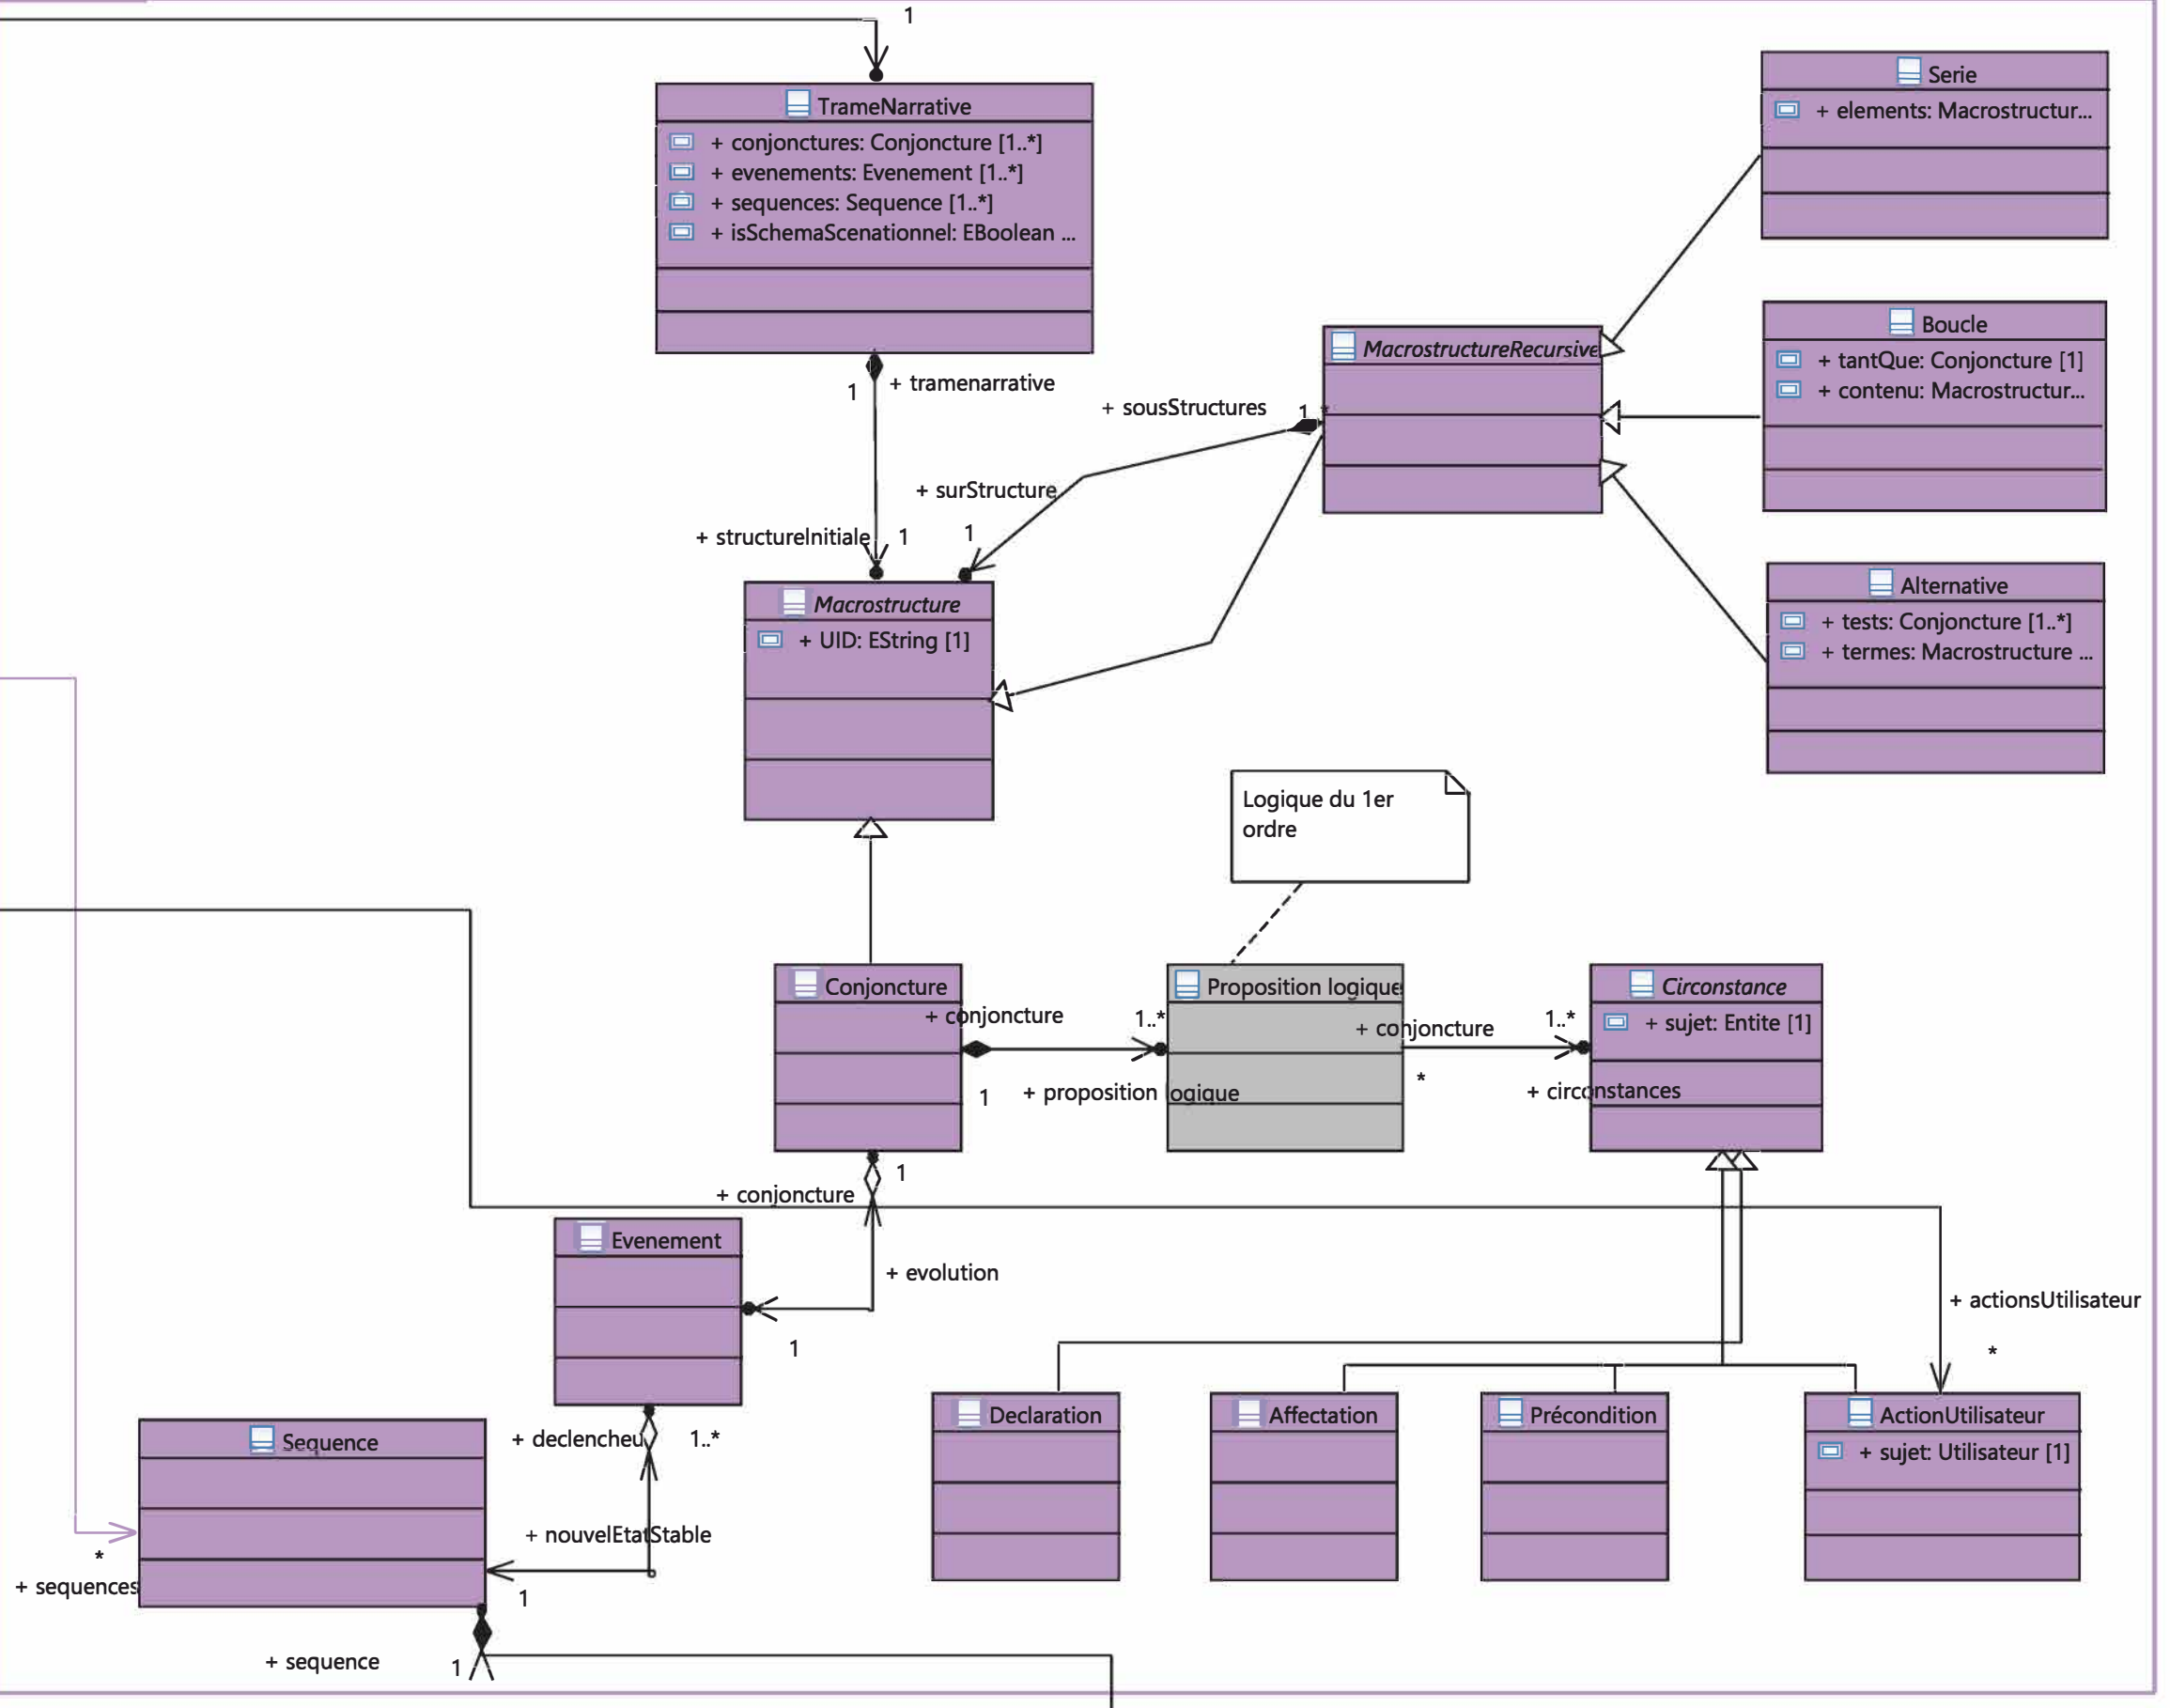 1
TrameNarrative
+ conjonctures: Conjoncture [1..*]
+ evenements: Evenement [1..*]
+ sequences: Sequence [1..*]
+ isSchemaScenationnel: EBoolean ...
Serie
+ elements: Macrostructur...
MacrostructureRecursive
Boucle
+ tantQue: Conjoncture [1]
+ contenu: Macrostructur...
1
+ tramenarrative
+ sousStructures
1..*
+ surStructure
+ structureInitiale
1
1
Alternative
+ tests: Conjoncture [1..*]
+ termes: Macrostructure ...
Macrostructure
+ UID: EString [1]
Logique du 1er
ordre
Conjoncture
+ conjoncture
1..*
1
+ proposition logique
Proposition logique
+ conjoncture
1..*
*
+ circonstances
Circonstance
+ sujet: Entite [1]
1
+ conjoncture
Evenement
+ evolution
1
+ actionsUtilisateur
*
Declaration
Affectation
Précondition
ActionUtilisateur
+ sujet: Utilisateur [1]
Sequence
+ declencheu
1..*
+ nouvelEtatStable
1
*
+ sequences
+ sequence
1